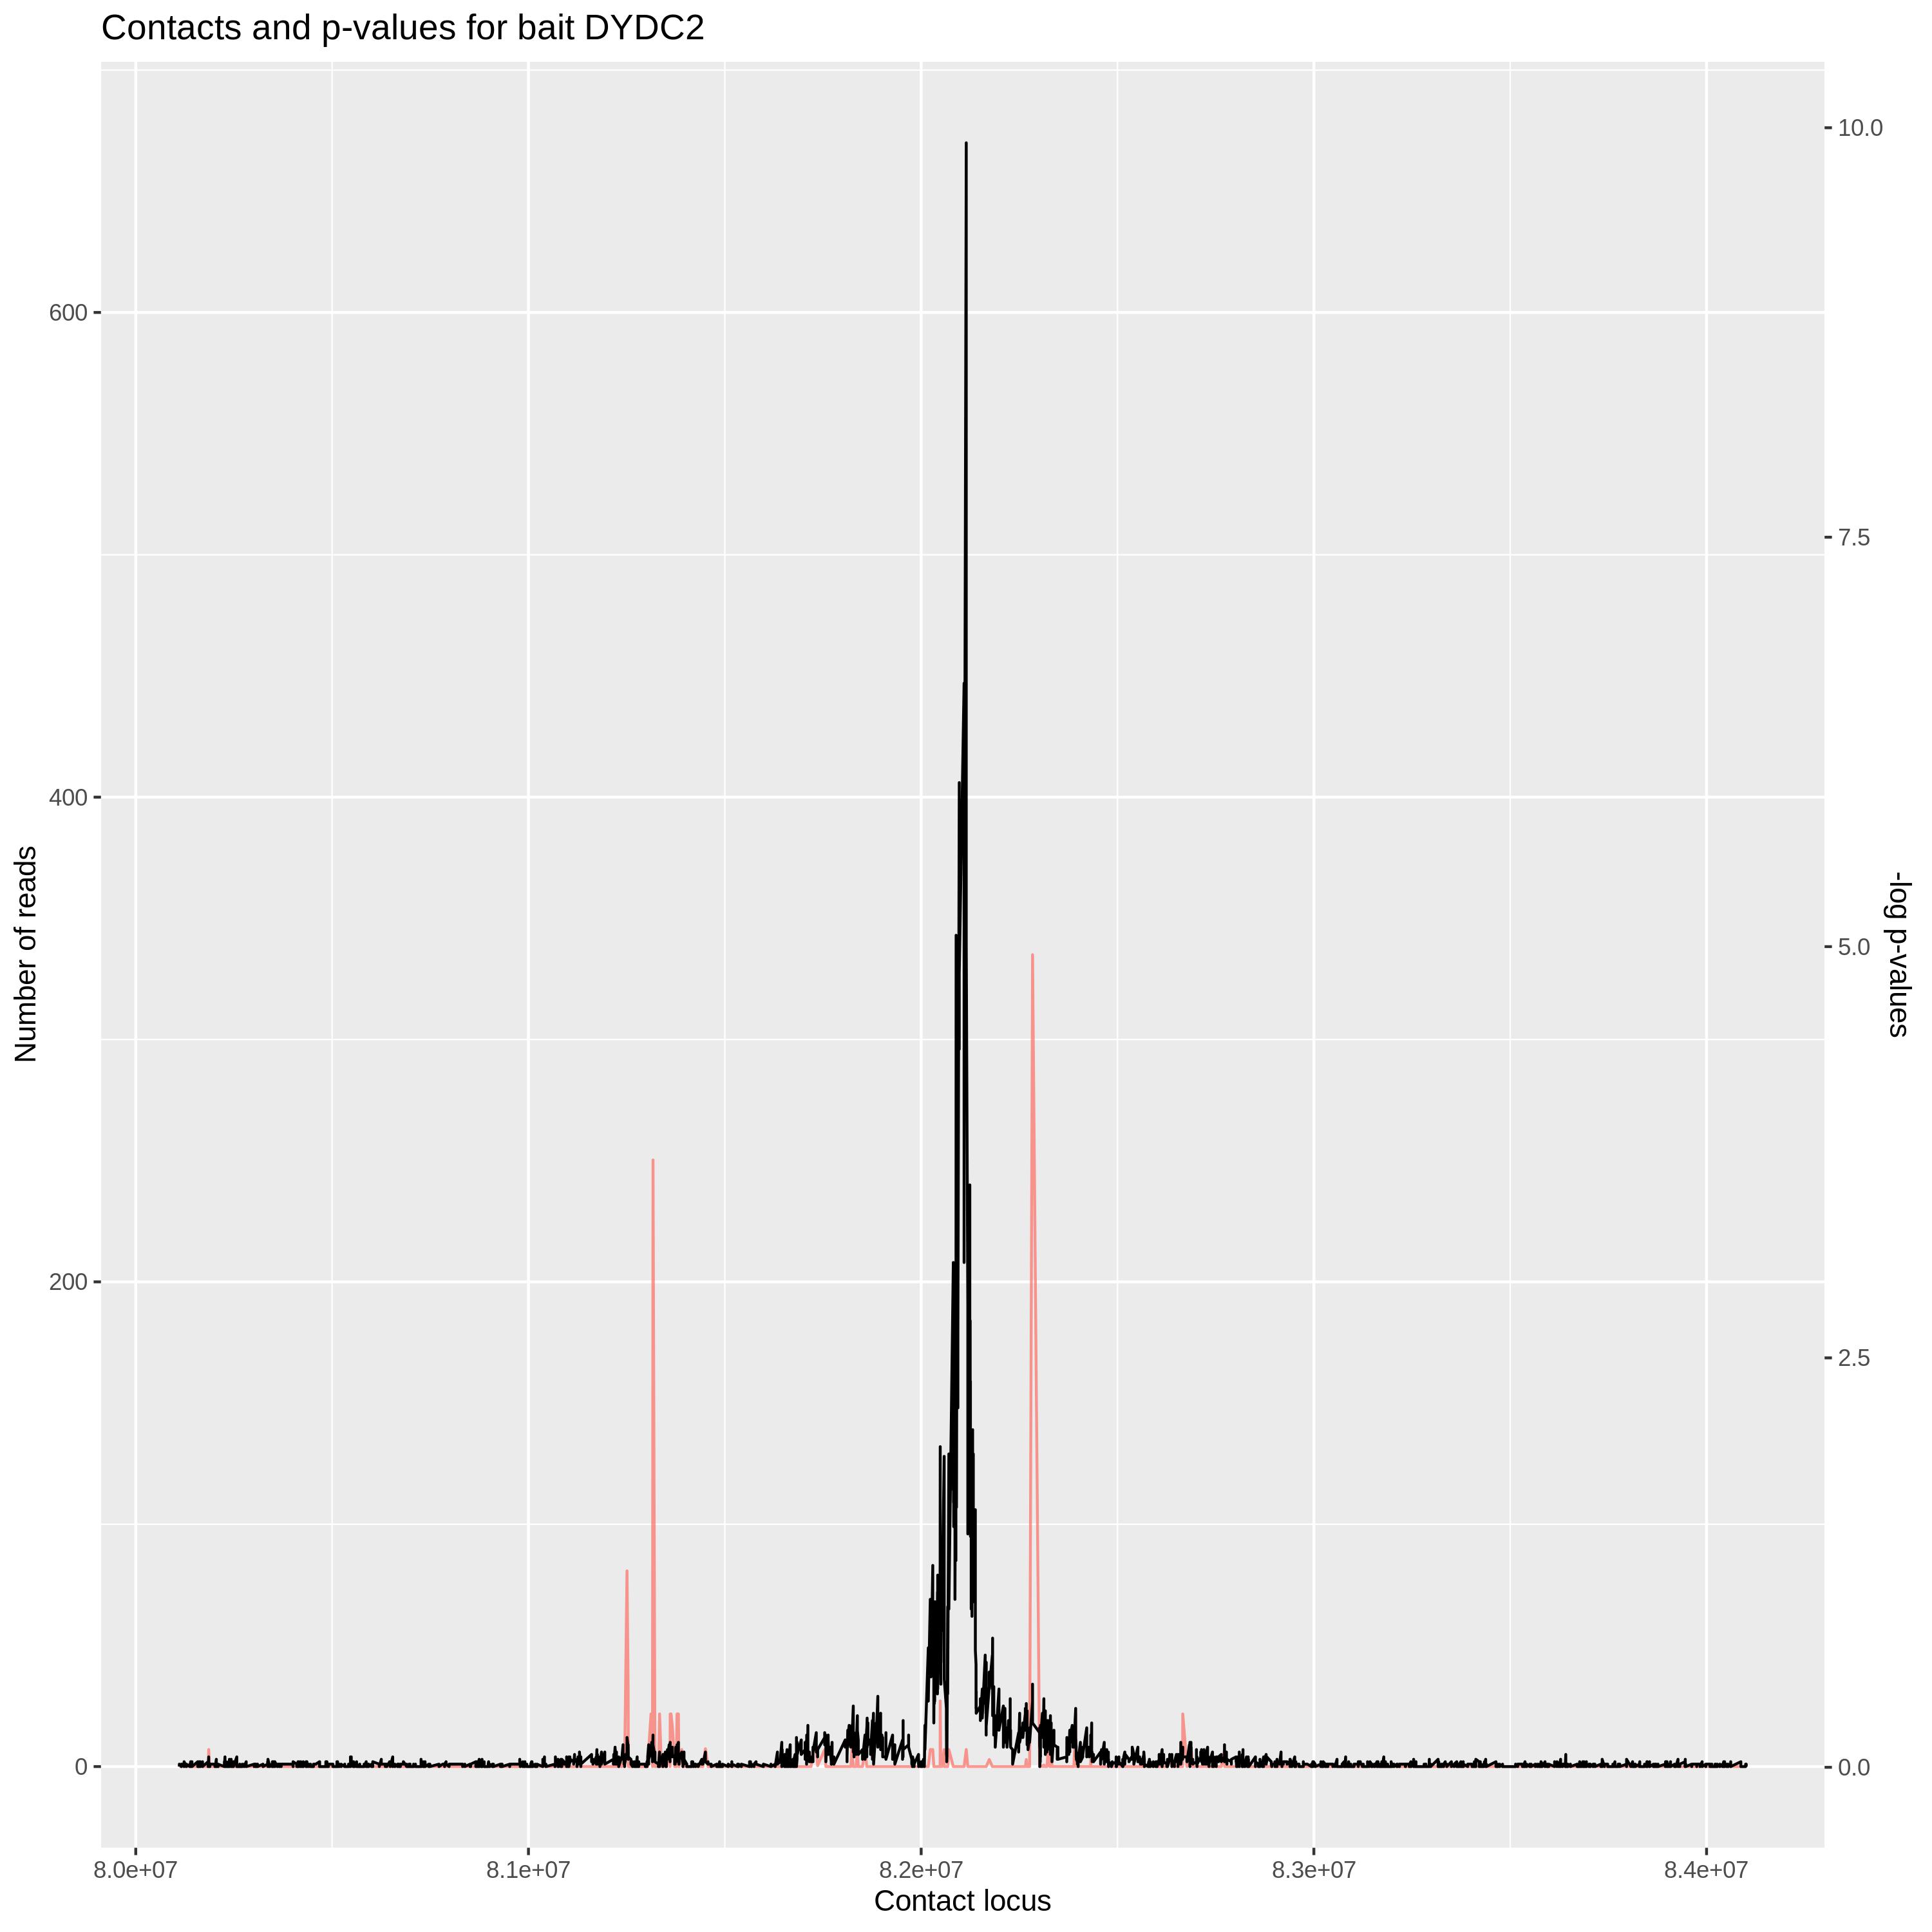 Contacts and p-values for bait DYDC2
10.0
600
7.5
400
Number of reads
-log p-values
5.0
200
2.5
0
0.0
8.0e+07
8.1e+07
8.2e+07
8.3e+07
8.4e+07
Contact locus